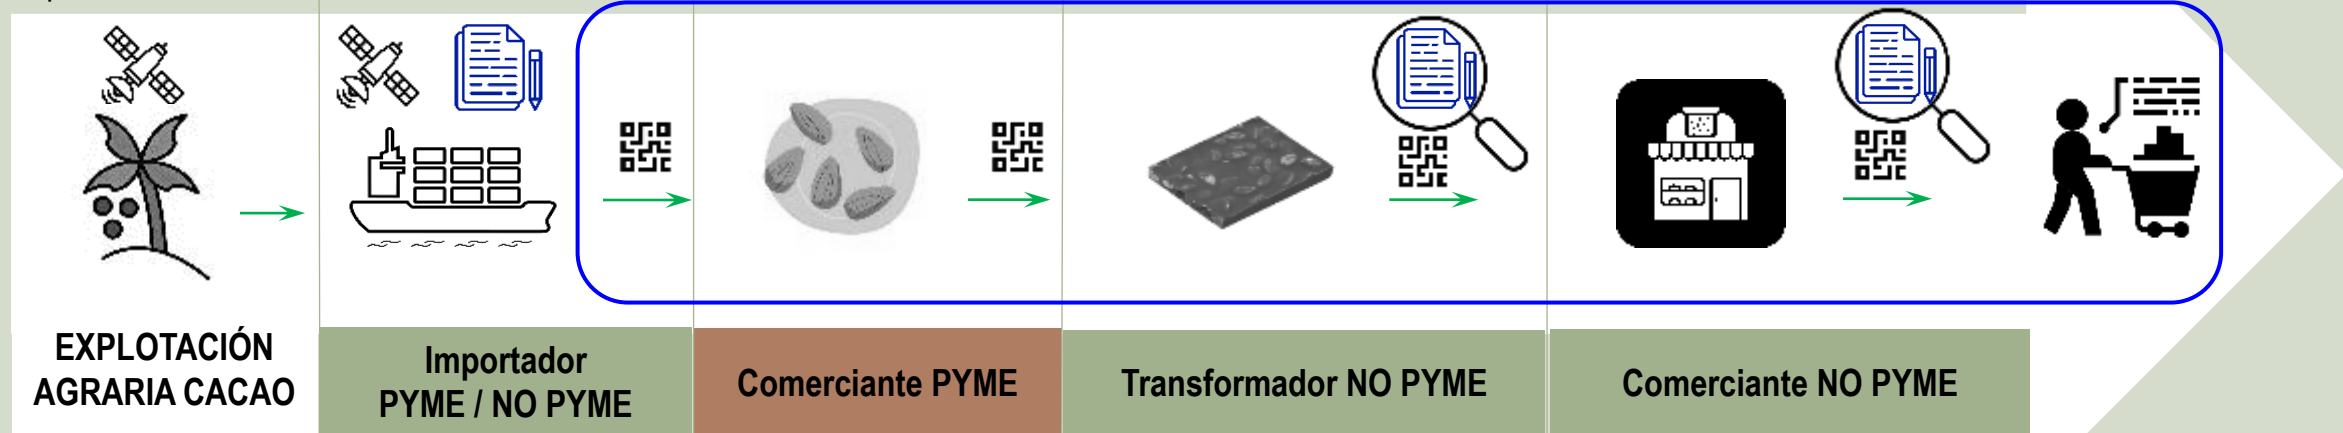 EXPLOTACIÓN
AGRARIA CACAO
Importador
PYME / NO PYME
Comerciante PYME
Transformador NO PYME
Comerciante NO PYME